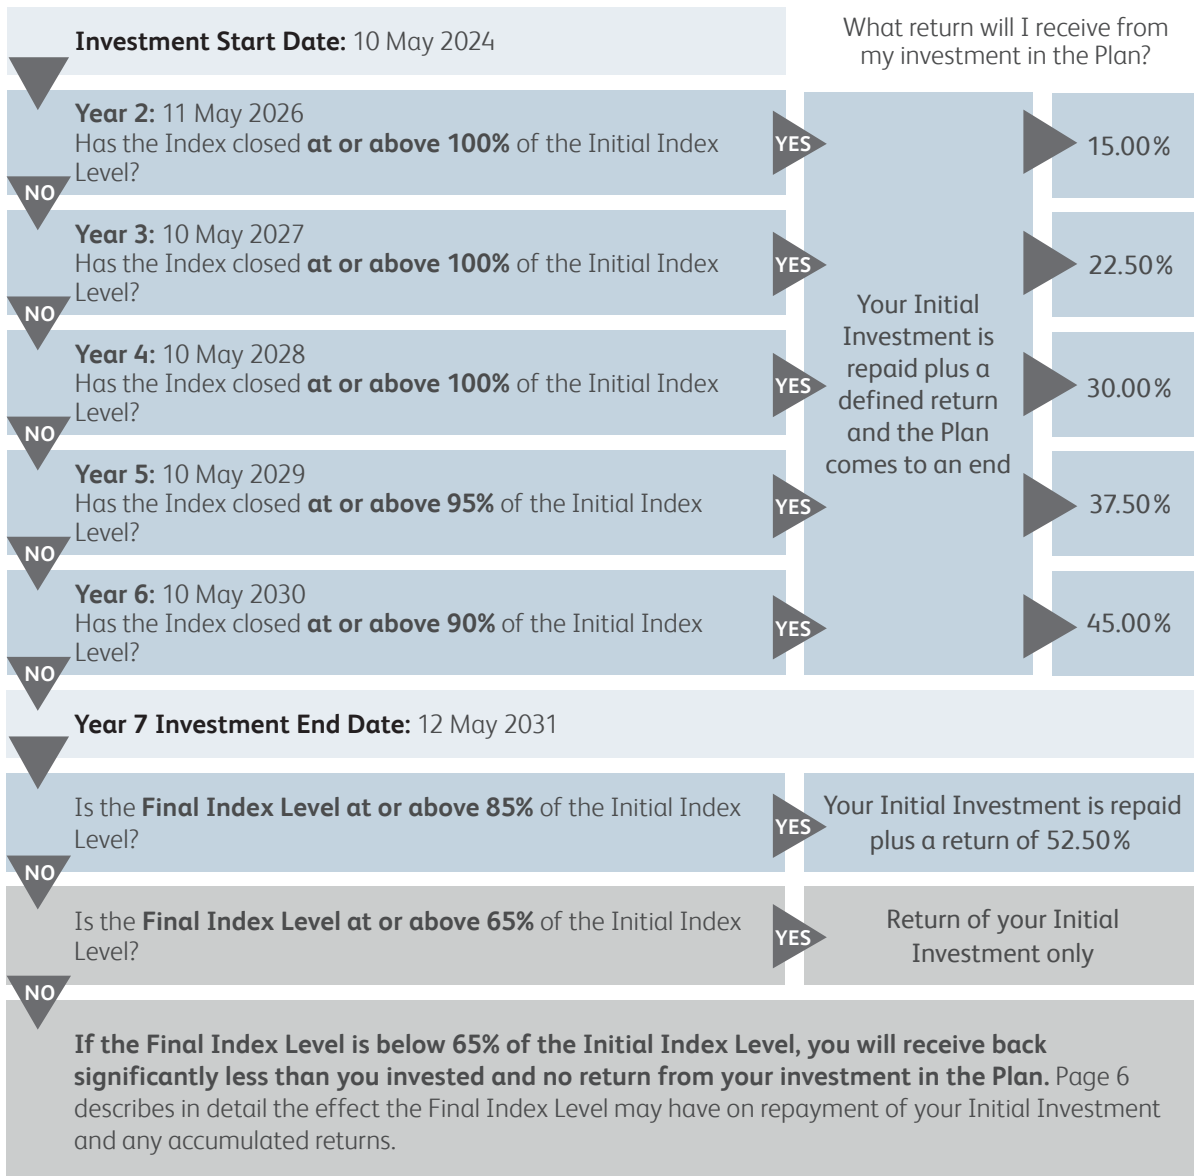 Investment Start Date: 10 May 2024
What return will I receive from
my investment in the Plan?
Year 2: 11 May 2026
Has the Index closed at or above 100% of the Initial Index
Level?
YES
15.00%
NO
Year 3: 10 May 2027
Has the Index closed at or above 100% of the Initial Index
Level?
YES
22.50%
NO
Year 4: 10 May 2028
Has the Index closed at or above 100% of the Initial Index
Level?
YES
30.00%
NO
Year 5: 10 May 2029
Has the Index closed at or above 95% of the Initial Index
Level?
YES
37.50%
NO
Year 6: 10 May 2030
Has the Index closed at or above 90% of the Initial Index
Level?
YES
45.00%
NO
Your Initial
Investment is
repaid plus a
defined return
and the Plan
comes to an end
Year 7 Investment End Date: 12 May 2031
Is the Final Index Level at or above 85% of the Initial Index
Level?
YES
Your Initial Investment is repaid
plus a return of 52.50%
NO
Is the Final Index Level at or above 65% of the Initial Index
Level?
YES
Return of your Initial
Investment only
NO
If the Final Index Level is below 65% of the Initial Index Level, you will receive back
significantly less than you invested and no return from your investment in the Plan. Page 6
describes in detail the effect the Final Index Level may have on repayment of your Initial Investment
and any accumulated returns.